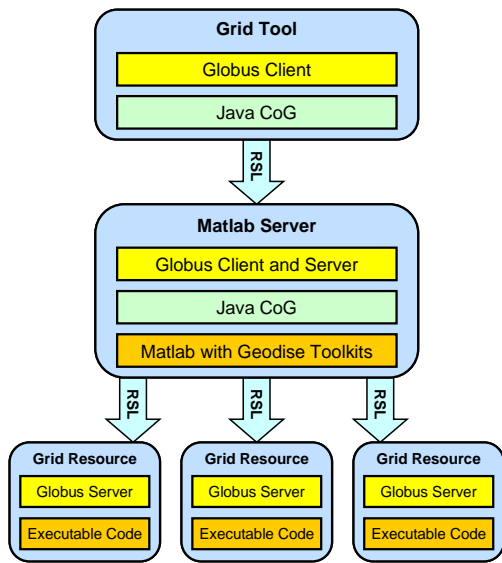 Grid Tool
Globus Client
Java CoG
RSL
Matlab Server
Globus Client and Server
Java CoG
Matlab with Geodise Toolkits
RSL
RSL
RSL
Grid Resource
Globus Server
Executable Code
Grid Resource
Globus Server
Executable Code
Grid Resource
Globus Server
Executable Code